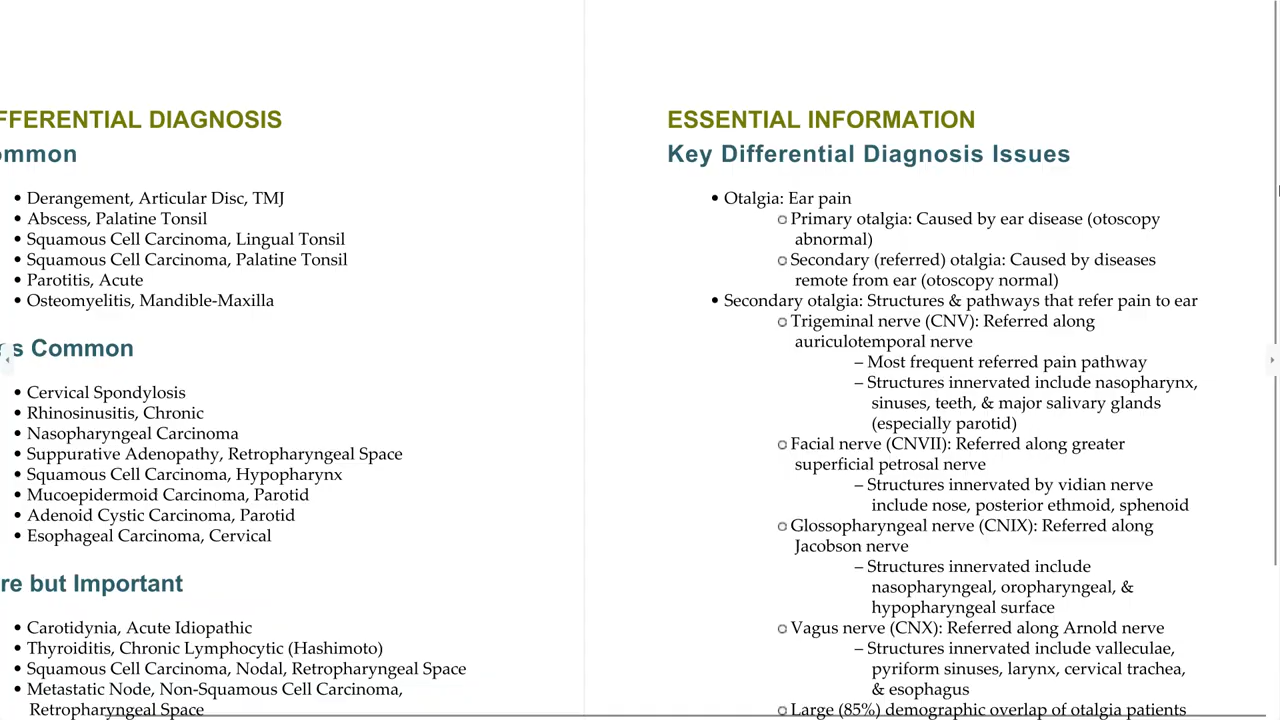 FFERENTIAL DIAGNOSIS
ommon
• Derangement, Articular Disc, TMJ
• Abscess, Palatine Tonsil
• Squamous Cell Carcinoma, Lingual Tonsil
• Squamous Cell Carcinoma, Palatine Tonsil
• Parotitis, Acute
• Osteomyelitis, Mandible-Maxilla
s Common
• Cervical Spondylosis
• Rhinosinusitis, Chronic
• Nasopharyngeal Carcinoma
• Suppurative Adenopathy, Retropharyngeal Space
• Squamous Cell Carcinoma, Hypopharynx
• Mucoepidermoid Carcinoma, Parotid
• Adenoid Cystic Carcinoma, Parotid
• Esophageal Carcinoma, Cervical
re but Important
• Carotidynia, Acute Idiopathic
• Thyroiditis, Chronic Lymphocytic (Hashimoto)
• Squamous Cell Carcinoma, Nodal, Retropharyngeal Space
• Metastatic Node, Non-Squamous Cell Carcinoma,
Retropharyngeal Space
ESSENTIAL INFORMATION
Key Differential Diagnosis Issues
• Otalgia: Ear pain
○ Primary otalgia: Caused by ear disease (otoscopy
abnormal)
○ Secondary (referred) otalgia: Caused by diseases
remote from ear (otoscopy normal)
• Secondary otalgia: Structures & pathways that refer pain to ear
○ Trigeminal nerve (CNV): Referred along
auriculotemporal nerve
– Most frequent referred pain pathway
– Structures innervated include nasopharynx,
sinuses, teeth, & major salivary glands
(especially parotid)
○ Facial nerve (CNVII): Referred along greater
superficial petrosal nerve
– Structures innervated by vidian nerve
include nose, posterior ethmoid, sphenoid
○ Glossopharyngeal nerve (CNIX): Referred along
Jacobson nerve
– Structures innervated include
nasopharyngeal, oropharyngeal, &
hypopharyngeal surface
○ Vagus nerve (CNX): Referred along Arnold nerve
– Structures innervated include valleculae,
pyriform sinuses, larynx, cervical trachea,
& esophagus
○ Large (85%) demographic overlap of otalgia patients